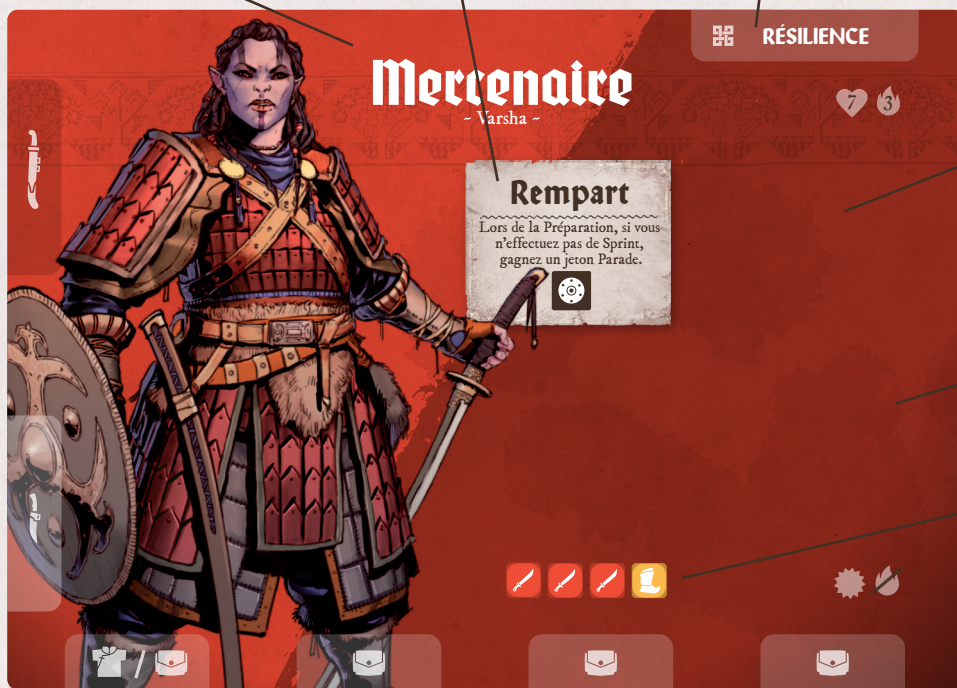 RÉSILIENCE
Mercenaire
~ Varsha ~
7 3
Rempart
Lors de la Préparation, si vous
n'effectuez pas de Sprint,
gagnez un jeton Parade.
/